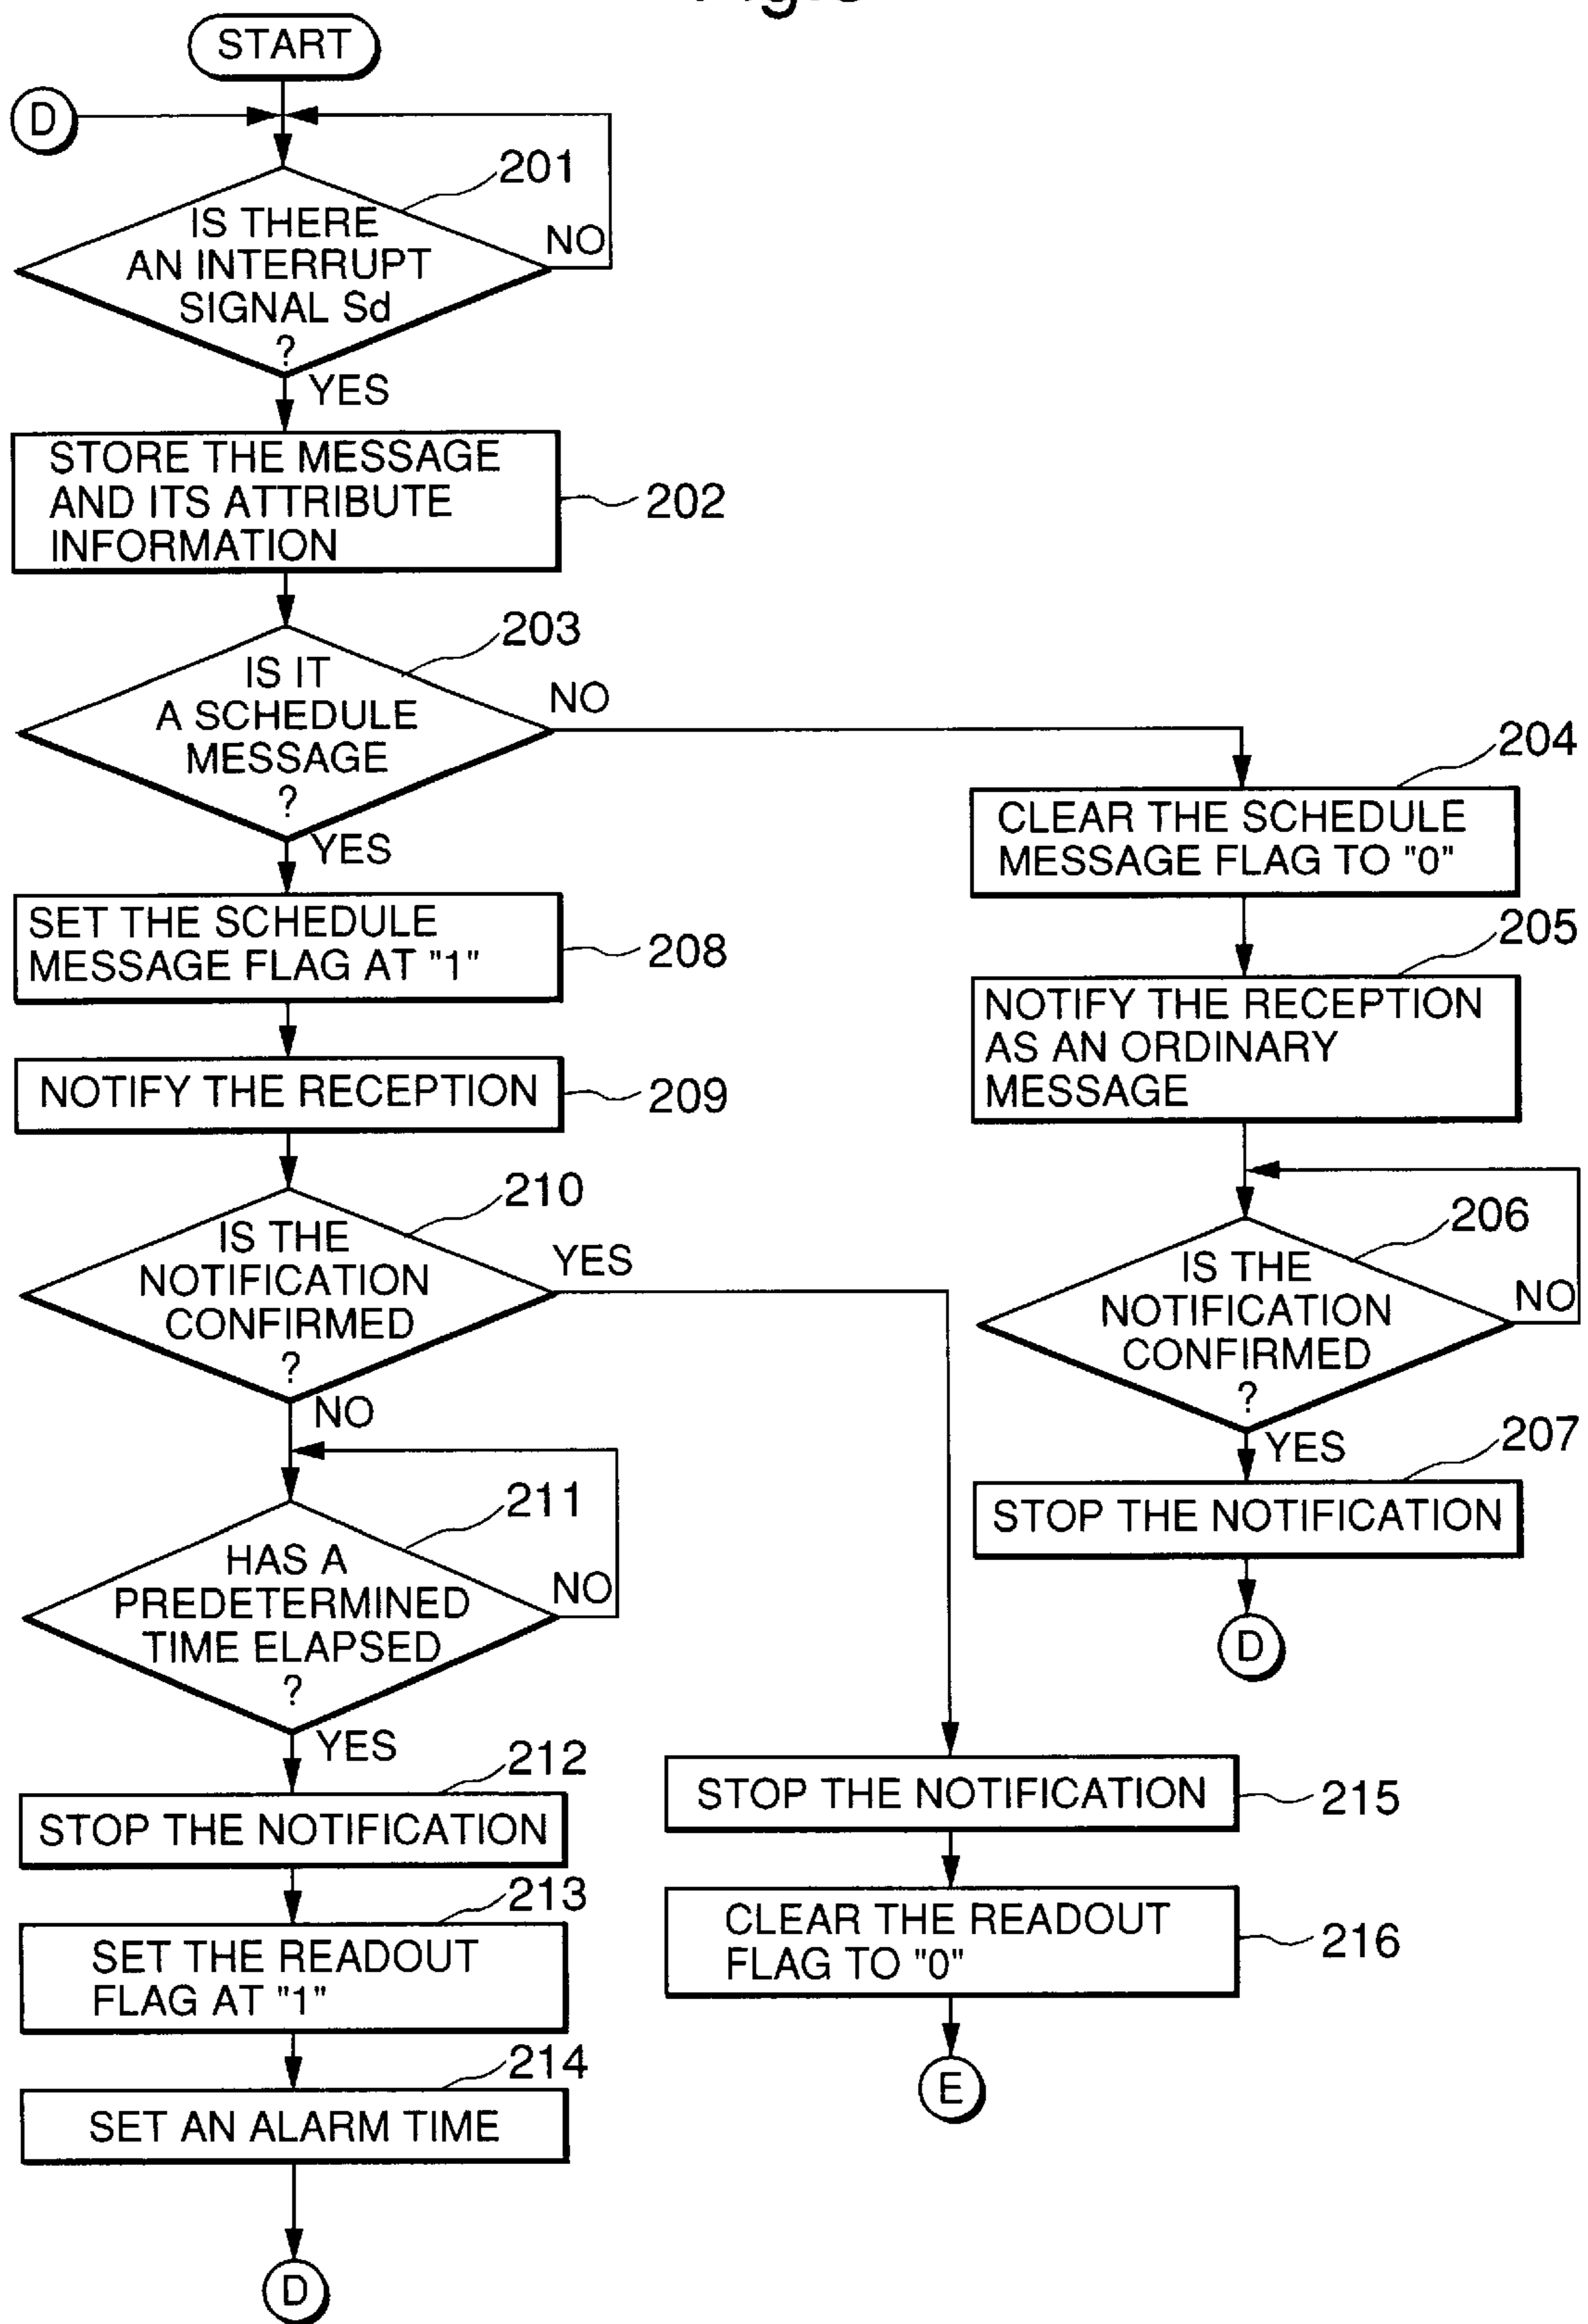 START
D
201
IS THERE
AN INTERRUPT
SIGNAL Sd
?
NO
YES
STORE THE MESSAGE
AND ITS ATTRIBUTE
INFORMATION
202
203
IS IT
A SCHEDULE
MESSAGE
?
NO
YES
204
CLEAR THE SCHEDULE
MESSAGE FLAG TO "0"
SET THE SCHEDULE
MESSAGE FLAG AT "1"
208
205
NOTIFY THE RECEPTION
AS AN ORDINARY
MESSAGE
NOTIFY THE RECEPTION
209
210
IS THE
NOTIFICATION
CONFIRMED
?
YES
NO
206
IS THE
NOTIFICATION
CONFIRMED
?
NO
YES
207
STOP THE NOTIFICATION
D
211
HAS A
PREDETERMINED
TIME ELAPSED
?
NO
YES
212
STOP THE NOTIFICATION
STOP THE NOTIFICATION
215
213
SET THE READOUT
FLAG AT "1"
CLEAR THE READOUT
FLAG TO "0"
216
214
SET AN ALARM TIME
E
D